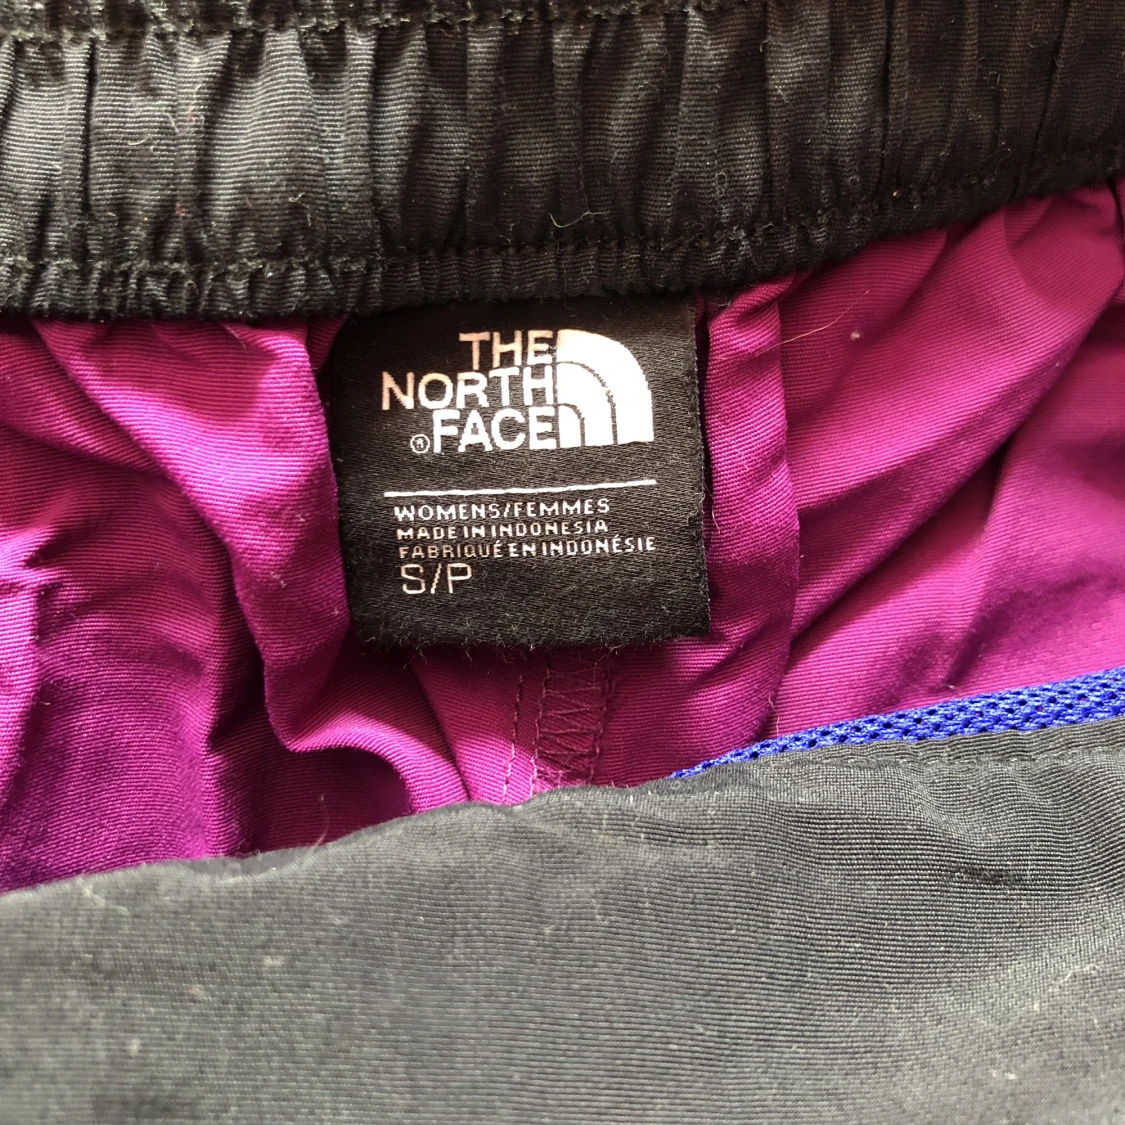 THE
NORTH
®FACE
WOMENS/FEMMES
MADE IN INDONESIA
FABRIQUÉ EN INDONÉSIE
S/P